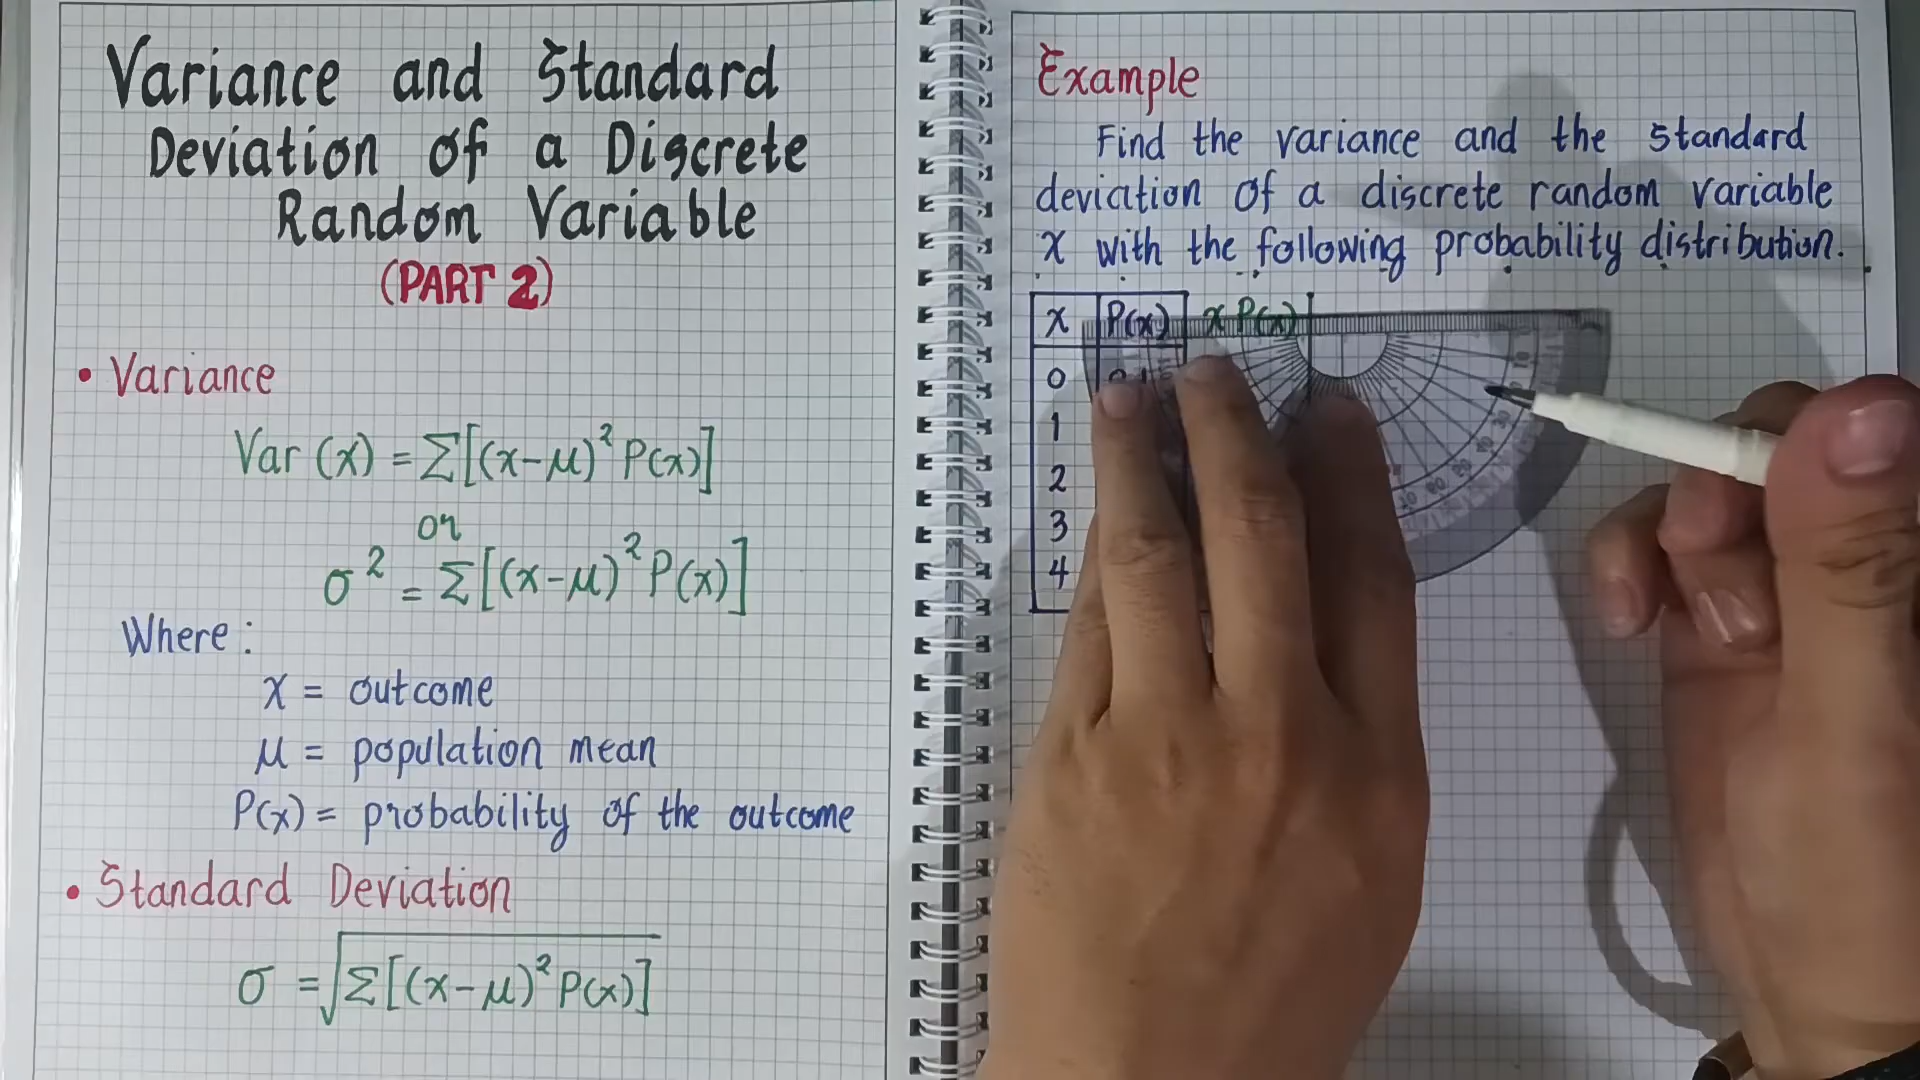 Variance and Standard
Deviation of a Discrete
Random Variable
(PART 2)
• Variance
Var (x) = Σ[(x-μ)² P(x)]
or
σ² = Σ[(x-μ)² P(x)]
Where:
x = outcome
μ = population mean
P(x) = probability of the outcome
• Standard Deviation
σ = √Σ[(x-μ)² P(x)]
Example
Find the variance and the standard
deviation of a discrete random variable
x with the following probability distribution.
x P(x) x P(x)
0
1
2
3
4